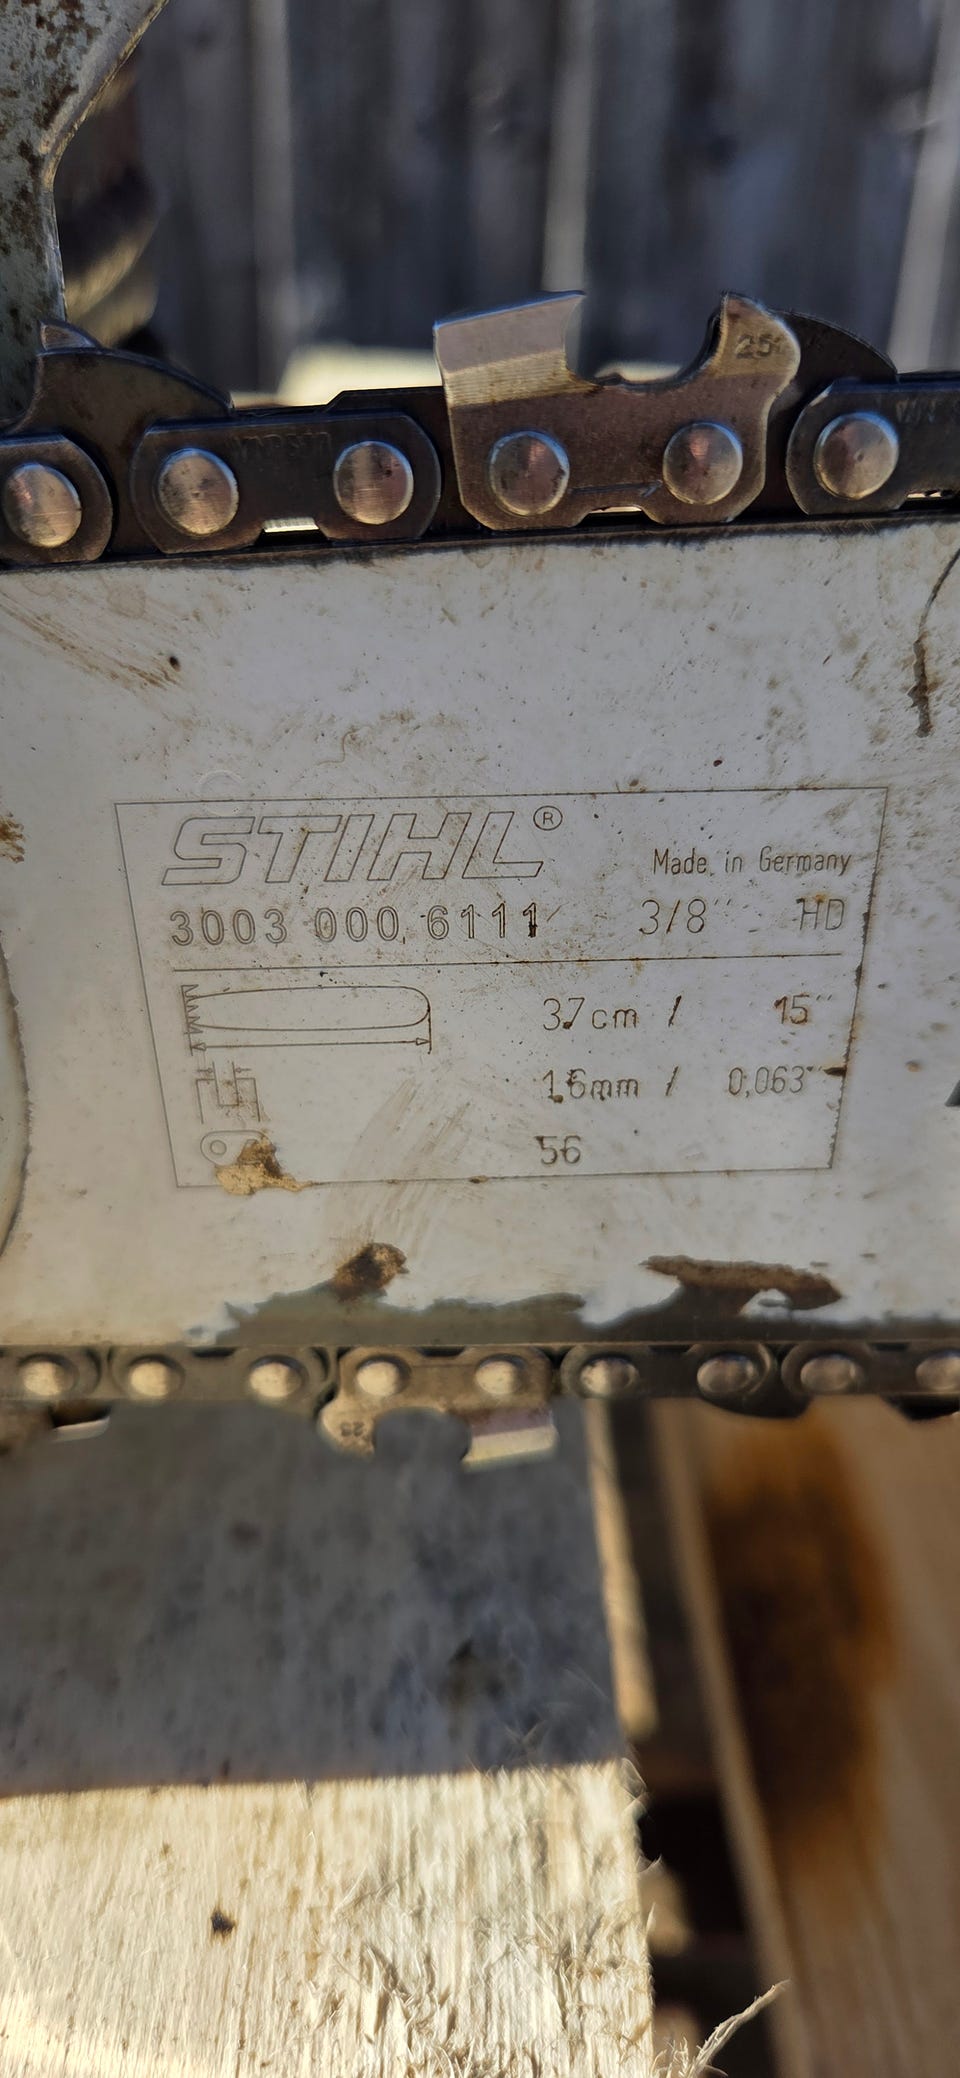 STIHL®
Made in Germany
3003 000 6111 3/8" HD
37cm / 15"
1.6mm / 0,063"
56